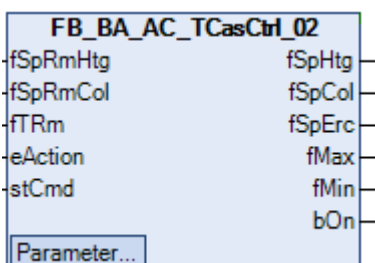 FB_BA_AC_TCasCtrl_02
fSpRmHtg fSpHtg
fSpRmCol fSpCol
fTRm fSpErc
eAction fMax
stCmd fMin
bOn
Parameter...